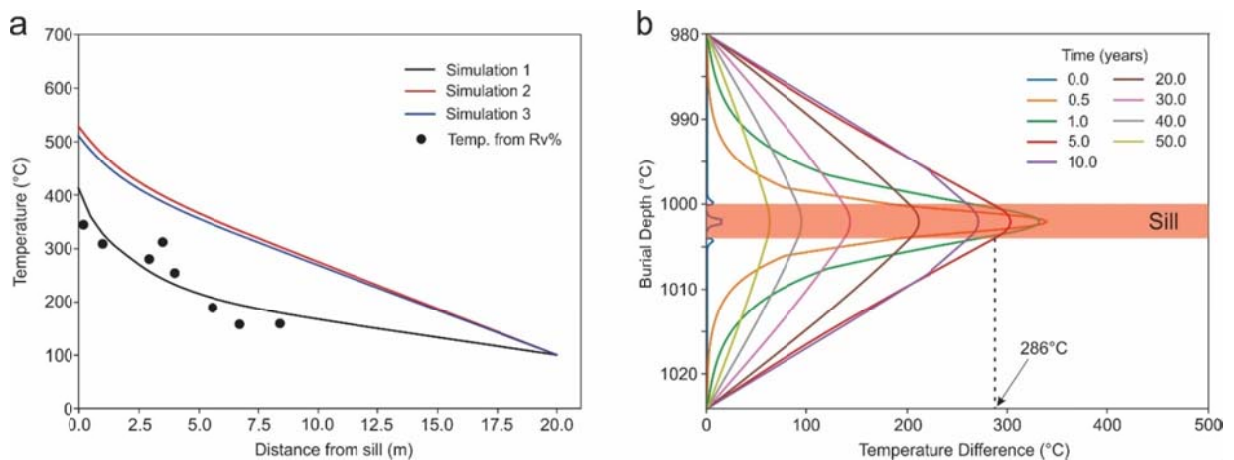 a
700
600
500
400
300
200
100
0
Temperature (°C)
0.0 2.5 5.0 7.5 10.0 12.5 15.0 17.5 20.0
Distance from sill (m)
Simulation 1
Simulation 2
Simulation 3
Temp. from Rv%
b
980
990
1000
1010
1020
Burial Depth (°C)
0 100 200 300 400 500
Temperature Difference (°C)
Time (years)
0.0 20.0
0.5 30.0
1.0 40.0
5.0 50.0
10.0
Sill
286°C